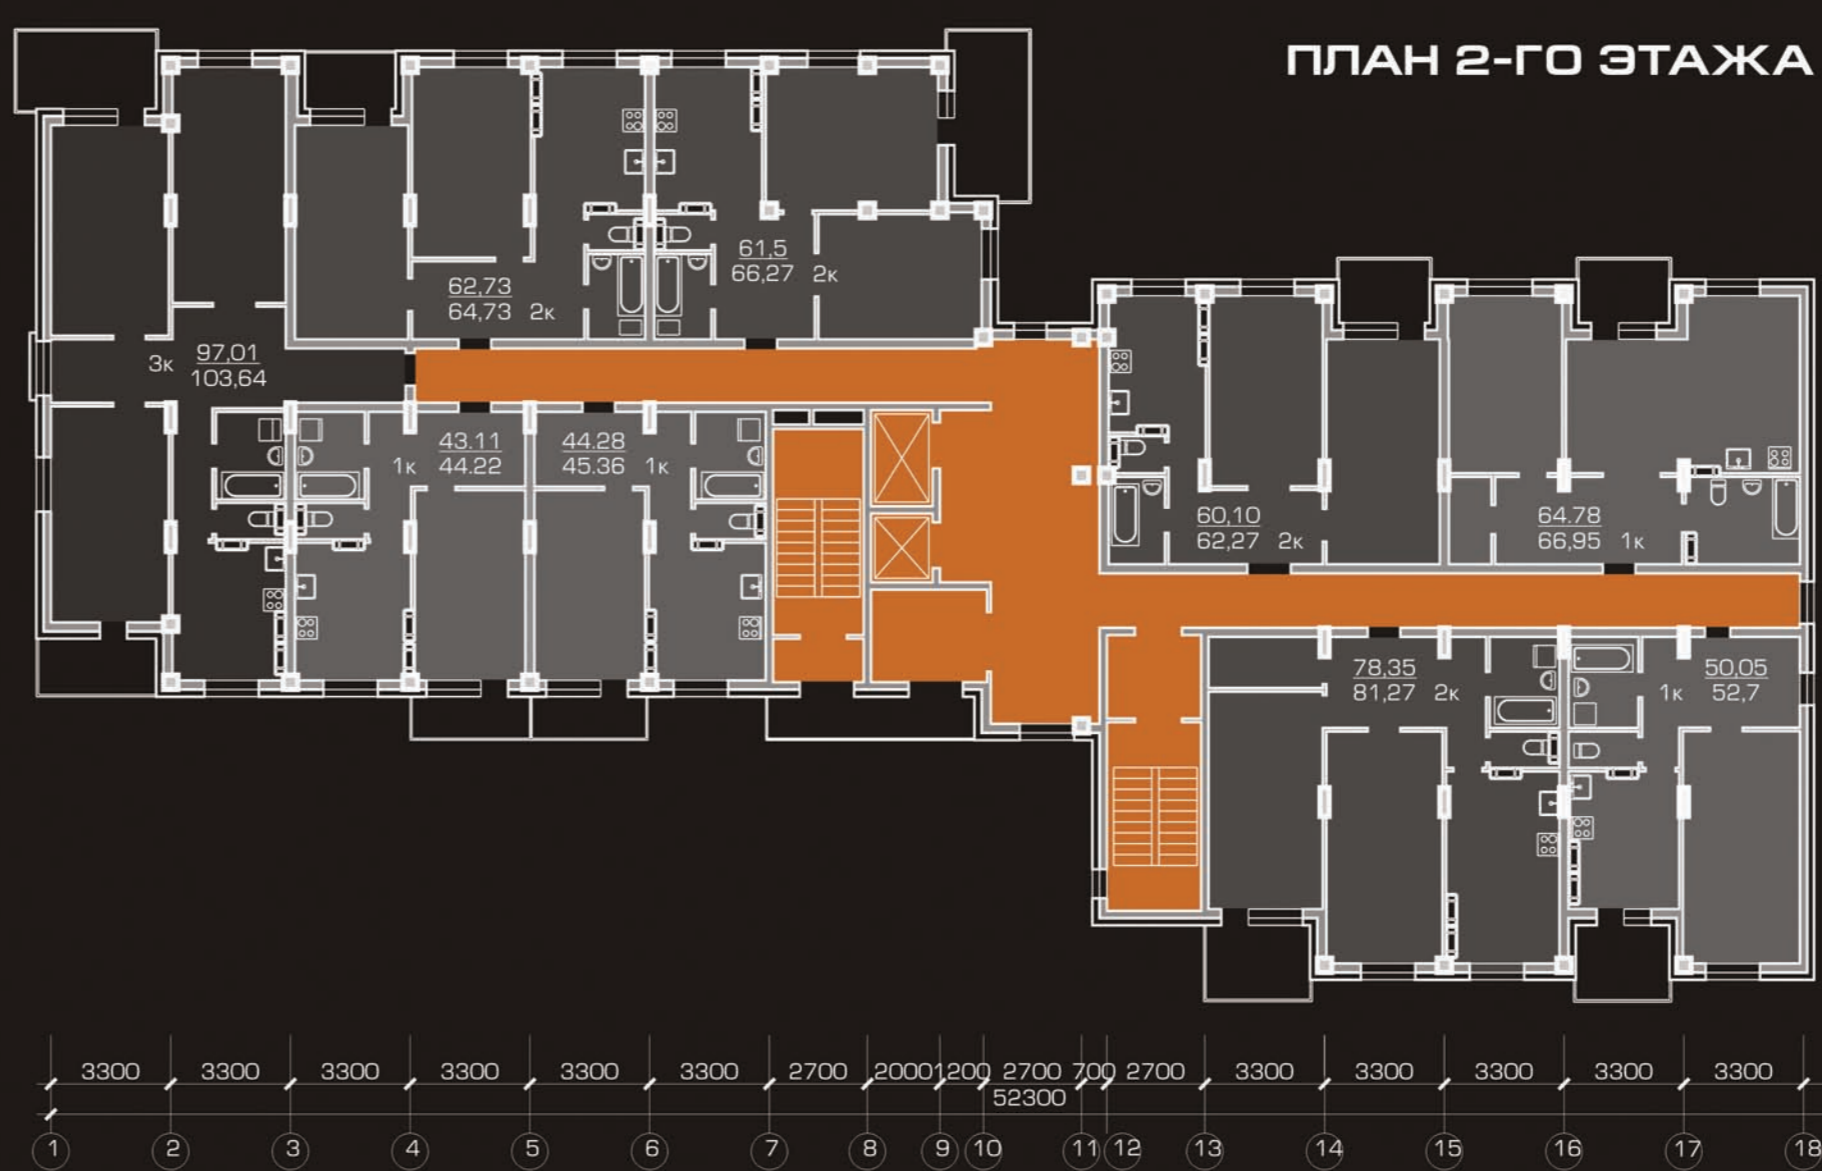 ПЛАН 2-ГО ЭТАЖА
61,5
66,27 2к
62,73
64,73 2к
3к 97,01
103,64
43.11
1к 44.22
44.28
45.36 1к
60,10
62,27 2к
64.78
66,95 1к
78,35
81,27 2к
50,05
1к 52,7
3300 3300 3300 3300 3300 3300 2700 2000 1200 2700 700 2700 3300 3300 3300 3300 3300
52300
1 2 3 4 5 6 7 8 9 10 11 12 13 14 15 16 17 18